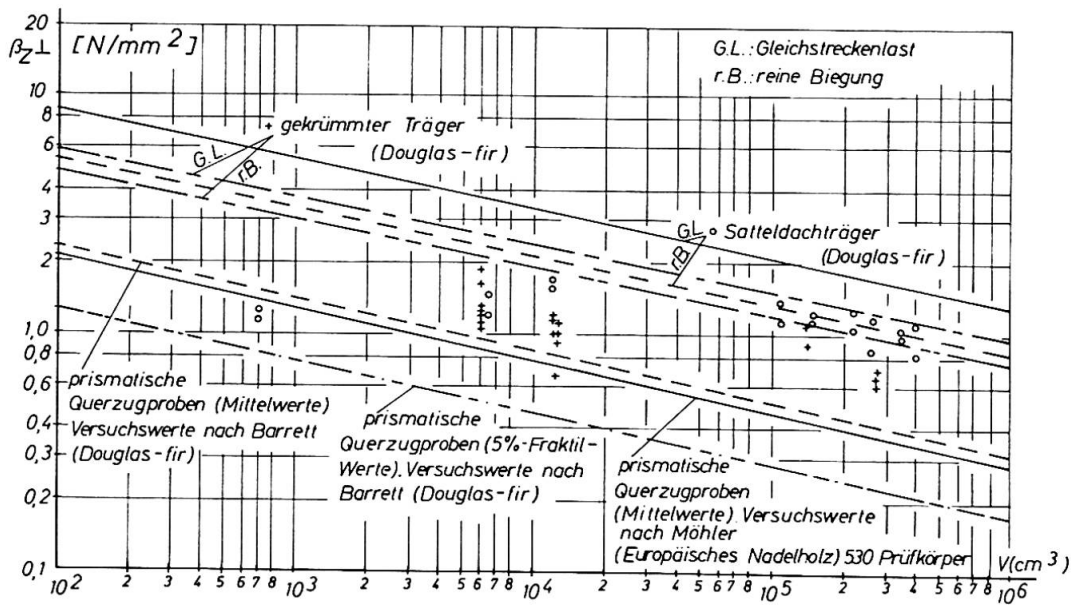 20
β_Z⊥ [N/mm²]
G.L.: Gleichstreckenlast
r.B.: reine Biegung
10
8
6
4
3
2
1,0
0,8
0,6
0,4
0,3
0,2
0,1
+ gekrümmter Träger
(Douglas-fir)
G.L.
r.B.
G.L. o Satteldachträger
r.B.
(Douglas-fir)
prismatische
Querzugproben (Mittelwerte)
Versuchswerte nach Barrett
(Douglas-fir)
prismatische
Querzugproben (5%-Fraktil-
Werte). Versuchswerte nach
Barrett (Douglas-fir)
prismatische
Querzugproben
(Mittelwerte). Versuchswerte
nach Möhler
(Europäisches Nadelholz) 530 Prüfkörper
10² 2 3 4 5 6 7 8 10³ 2 3 4 5 6 7 8 10⁴ 2 3 4 5 6 7 8 10⁵ 2 3 4 5 6 7 8 10⁶
V(cm³)